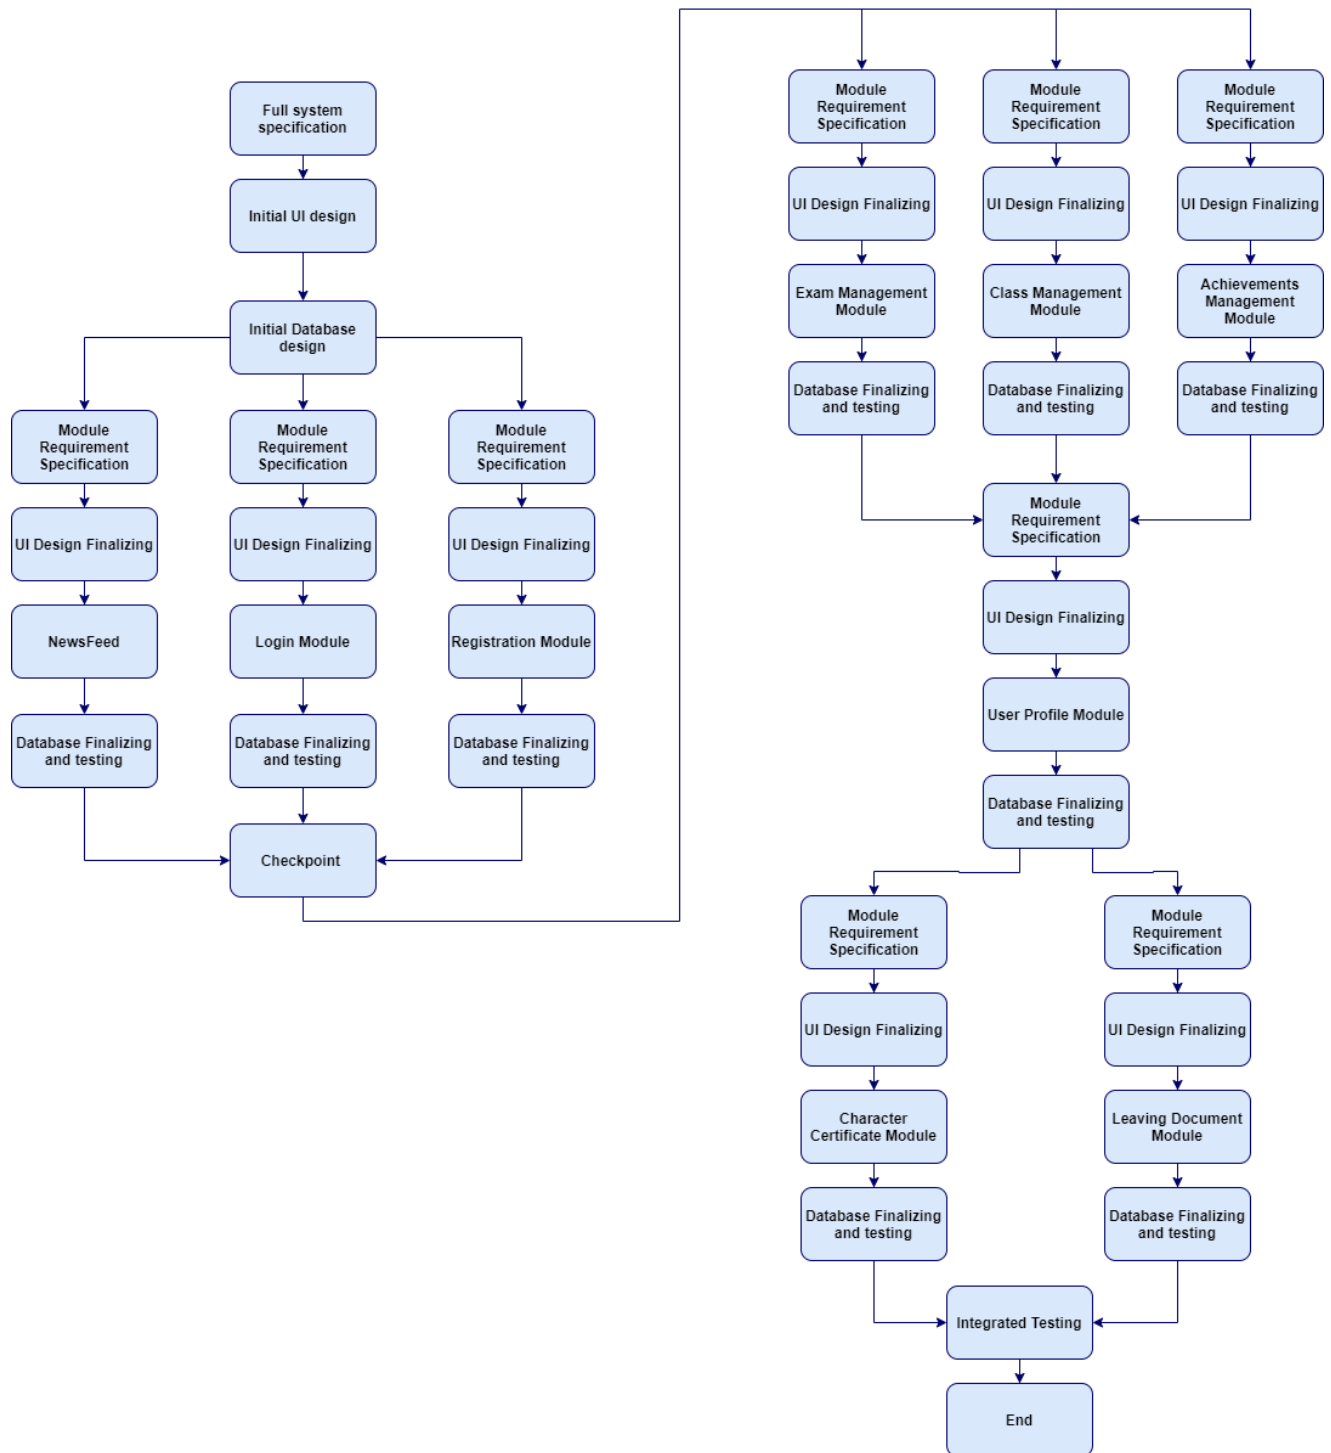 Full system
specification
Initial UI design
Initial Database
design
Module
Requirement
Specification
UI Design Finalizing
NewsFeed
Database Finalizing
and testing
Module
Requirement
Specification
UI Design Finalizing
Login Module
Database Finalizing
and testing
Module
Requirement
Specification
UI Design Finalizing
Registration Module
Database Finalizing
and testing
Checkpoint
Module
Requirement
Specification
UI Design Finalizing
Exam Management
Module
Database Finalizing
and testing
Module
Requirement
Specification
UI Design Finalizing
Class Management
Module
Database Finalizing
and testing
Module
Requirement
Specification
UI Design Finalizing
Achievements
Management
Module
Database Finalizing
and testing
Module
Requirement
Specification
UI Design Finalizing
User Profile Module
Database Finalizing
and testing
Module
Requirement
Specification
UI Design Finalizing
Character
Certificate Module
Database Finalizing
and testing
Module
Requirement
Specification
UI Design Finalizing
Leaving Document
Module
Database Finalizing
and testing
Integrated Testing
End